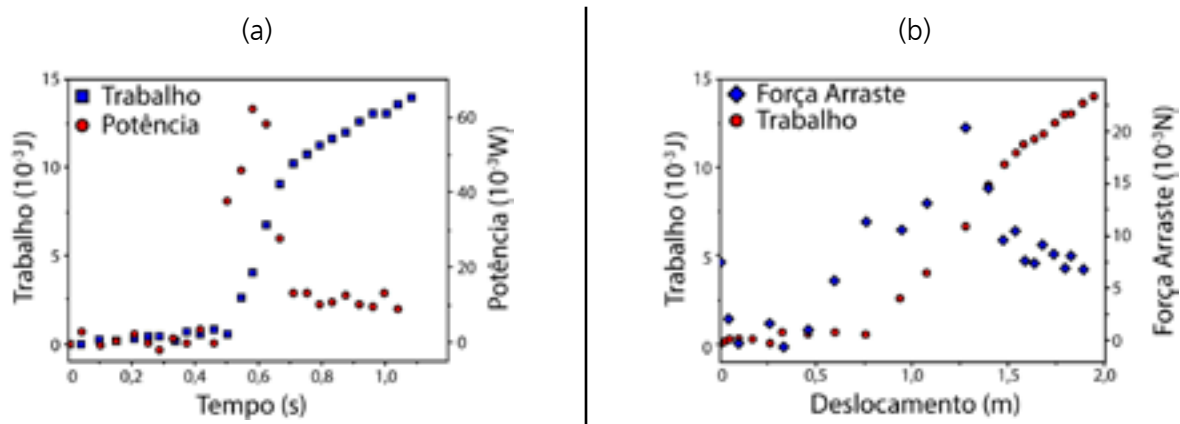 (a)
15
10
5
0
Trabalho (10⁻³J)
Trabalho
Potência
60
40
20
0
Potência (10⁻³W)
0 0,2 0,4 0,6 0,8 1,0
Tempo (s)
(b)
15
10
5
0
Trabalho (10⁻³J)
Força Arraste
Trabalho
20
15
10
5
0
Força Arraste (10⁻³N)
0 0,5 1,0 1,5 2,0
Deslocamento (m)